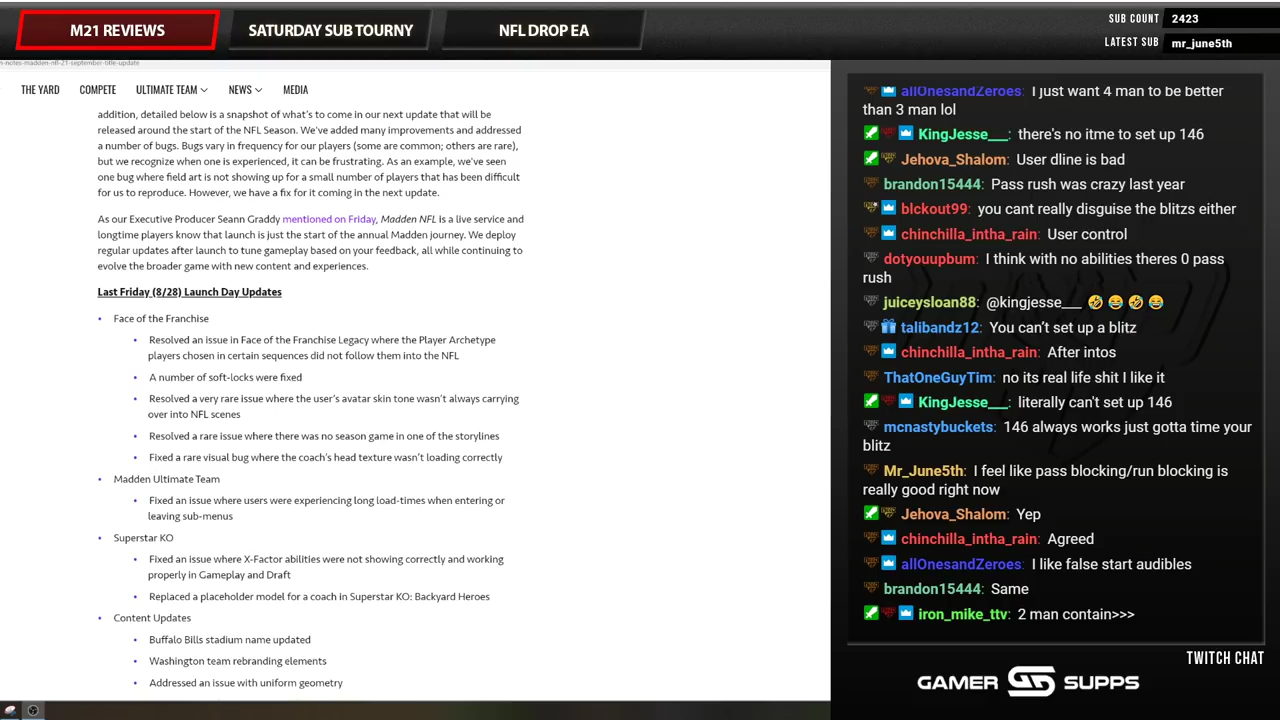 M21 REVIEWS
SATURDAY SUB TOURNY
NFL DROP EA
SUB COUNT
2423
LATEST SUB
mr_june5th
n-notes-madden-nfl-21-september-title-update
THE YARD
COMPETE
ULTIMATE TEAM
NEWS
MEDIA
addition, detailed below is a snapshot of what's to come in our next update that will be
released around the start of the NFL Season. We've added many improvements and addressed
a number of bugs. Bugs vary in frequency for our players (some are common; others are rare),
but we recognize when one is experienced, it can be frustrating. As an example, we've seen
one bug where field art is not showing up for a small number of players that has been difficult
for us to reproduce. However, we have a fix for it coming in the next update.
As our Executive Producer Seann Graddy mentioned on Friday, Madden NFL is a live service and
longtime players know that launch is just the start of the annual Madden journey. We deploy
regular updates after launch to tune gameplay based on your feedback, all while continuing to
evolve the broader game with new content and experiences.
Last Friday (8/28) Launch Day Updates
• Face of the Franchise
• Resolved an issue in Face of the Franchise Legacy where the Player Archetype
players chosen in certain sequences did not follow them into the NFL
• A number of soft-locks were fixed
• Resolved a very rare issue where the user's avatar skin tone wasn't always carrying
over into NFL scenes
• Resolved a rare issue where there was no season game in one of the storylines
• Fixed a rare visual bug where the coach's head texture wasn't loading correctly
• Madden Ultimate Team
• Fixed an issue where users were experiencing long load-times when entering or
leaving sub-menus
• Superstar KO
• Fixed an issue where X-Factor abilities were not showing correctly and working
properly in Gameplay and Draft
• Replaced a placeholder model for a coach in Superstar KO: Backyard Heroes
• Content Updates
• Buffalo Bills stadium name updated
• Washington team rebranding elements
• Addressed an issue with uniform geometry
allOnesandZeroes: I just want 4 man to be better
than 3 man lol
KingJesse___: there's no itme to set up 146
Jehova_Shalom: User dline is bad
brandon15444: Pass rush was crazy last year
blckout99: you cant really disguise the blitzs either
chinchilla_intha_rain: User control
dotyouupbum: I think with no abilities theres 0 pass
rush
juiceysloan88: @kingjesse___ 🤣😂🤣😂
talibandz12: You can't set up a blitz
chinchilla_intha_rain: After intos
ThatOneGuyTim: no its real life shit I like it
KingJesse___: literally can't set up 146
mcnastybuckets: 146 always works just gotta time your
blitz
Mr_June5th: I feel like pass blocking/run blocking is
really good right now
Jehova_Shalom: Yep
chinchilla_intha_rain: Agreed
allOnesandZeroes: I like false start audibles
brandon15444: Same
iron_mike_ttv: 2 man contain>>>
TWITCH CHAT
GAMER SUPPS